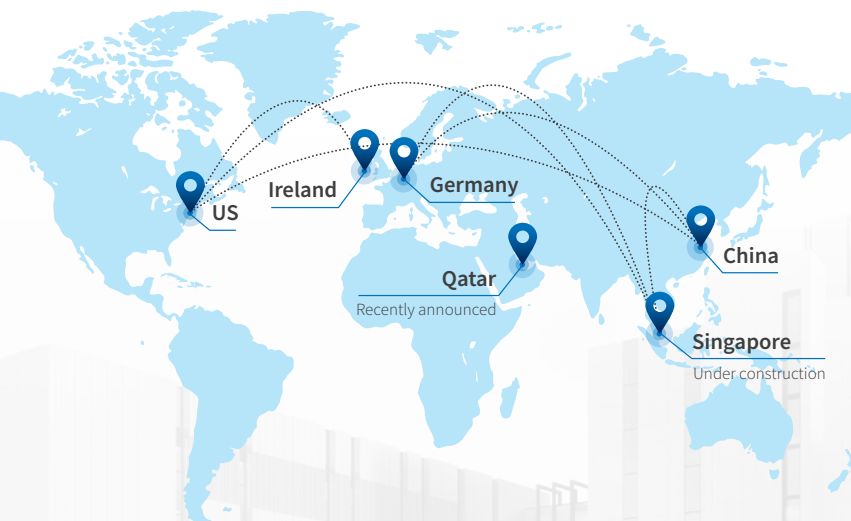 Ireland
Germany
US
China
Qatar
Recently announced
Singapore
Under construction